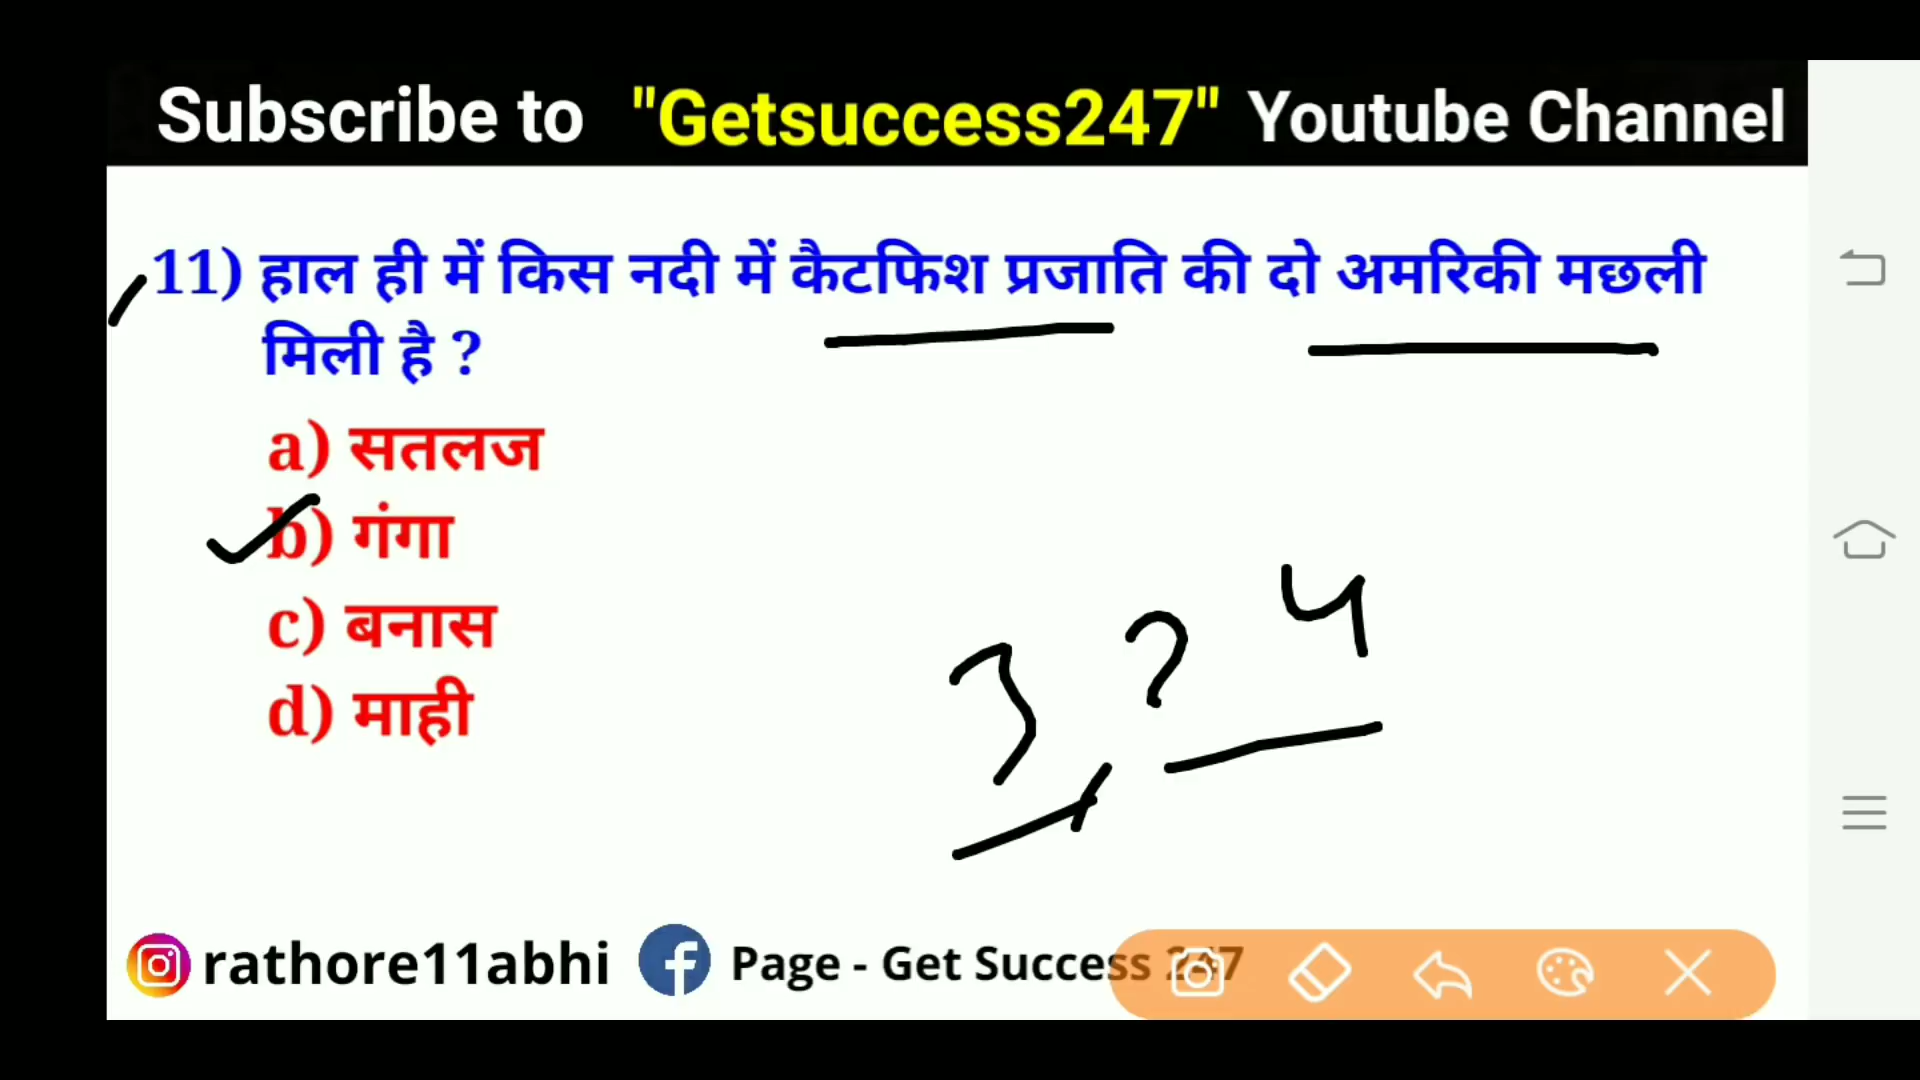 Subscribe to "Getsuccess247" Youtube Channel
11) हाल ही में किस नदी में कैटफिश प्रजाति की दो अमरिकी मछली
मिली है ?
a) सतलज
b) गंगा
c) बनास
d) माही
3, ? 4
rathore11abhi Page - Get Success 247